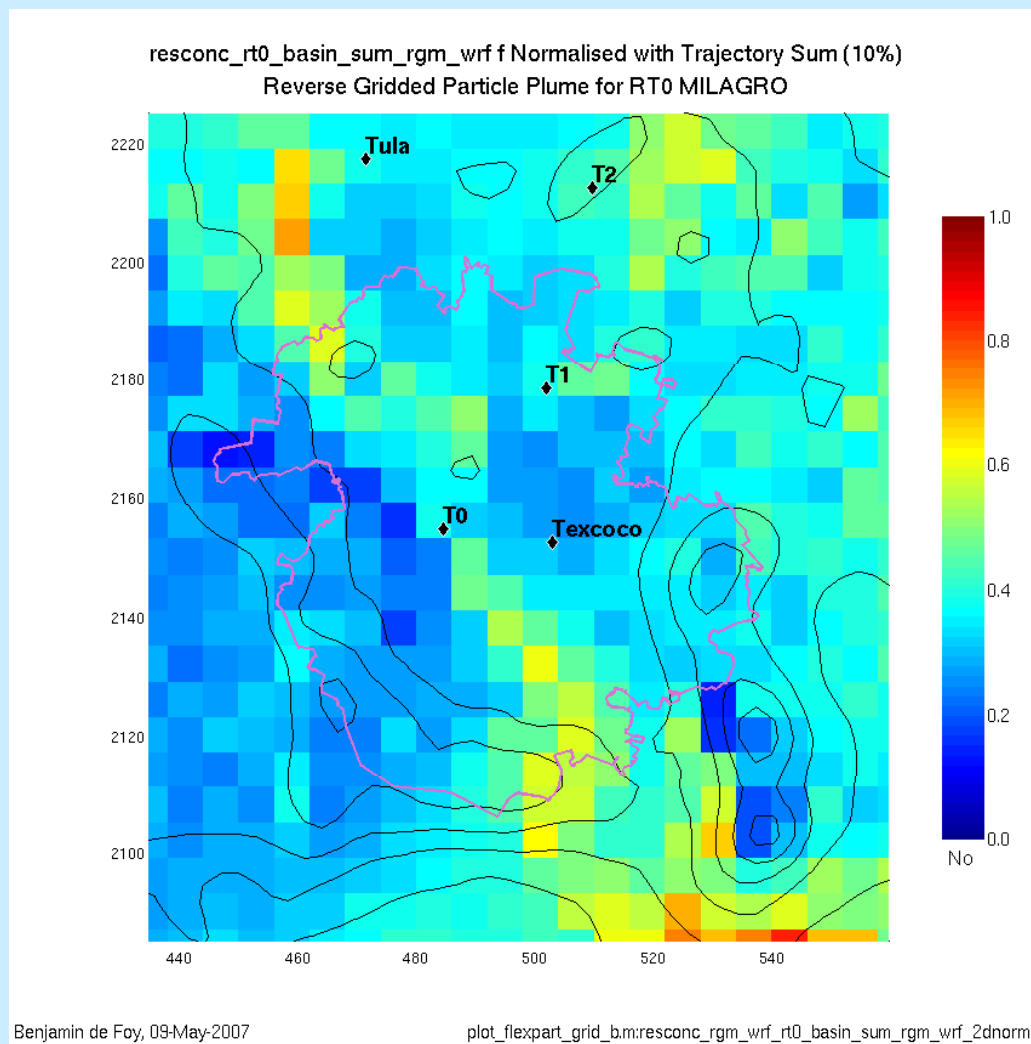 resconc_rt0_basin_sum_rgm_wrf f Normalised with Trajectory Sum (10%)
Reverse Gridded Particle Plume for RT0 MILAGRO
2220
2200
2180
2160
2140
2120
2100
Tula
T2
T1
T0
Texcoco
440
460
480
500
520
540
1.0
0.8
0.6
0.4
0.2
0.0
No
Benjamin de Foy, 09-May-2007
plot_flexpart_grid_b.m:resconc_rgm_wrf_rt0_basin_sum_rgm_wrf_2dnorm